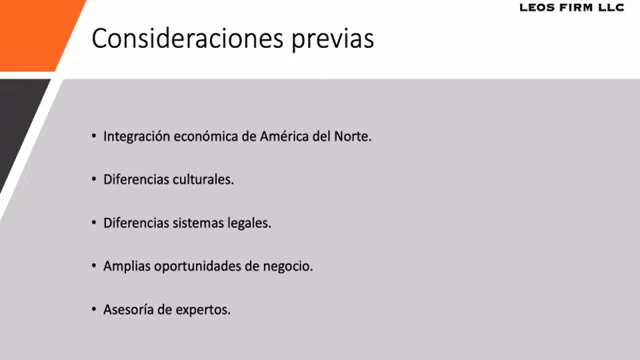 LEOS FIRM LLC
Consideraciones previas
• Integración económica de América del Norte.
• Diferencias culturales.
• Diferencias sistemas legales.
• Amplias oportunidades de negocio.
• Asesoría de expertos.